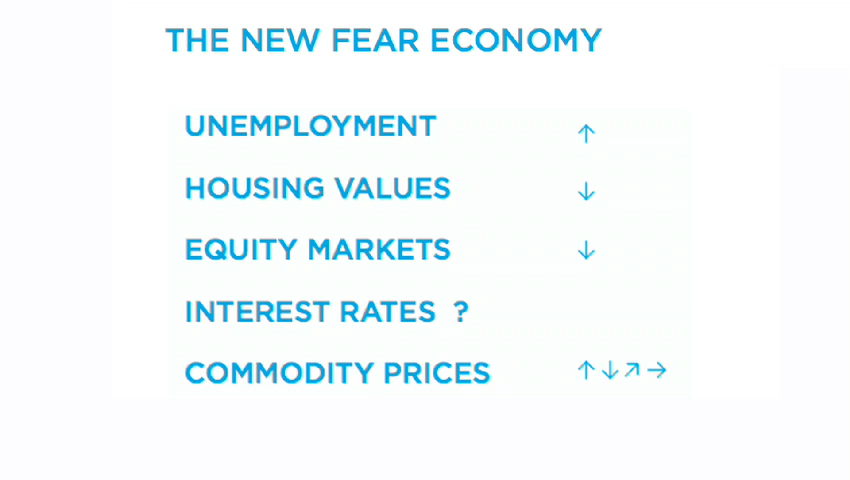 THE NEW FEAR ECONOMY
UNEMPLOYMENT ↑
HOUSING VALUES ↓
EQUITY MARKETS ↓
INTEREST RATES ?
COMMODITY PRICES ↑↓↗→